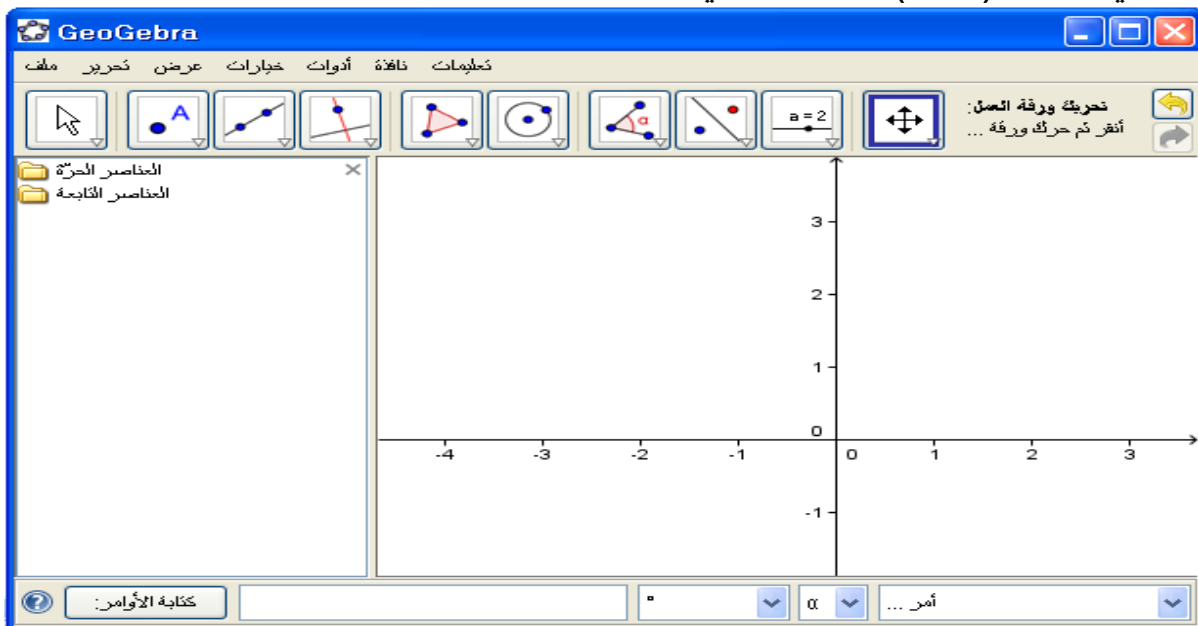 GeoGebra
ملف تحرير عرض خيارات أدوات نافذة تعليمات
A
α
a = 2
تحريك ورقة العمل:
أنقر ثم حرك ورقة ...
العناصر الحرّة
العناصر التابعة
3
2
1
0
-4 -3 -2 -1 0 1 2 3
-1
كتابة الأوامر:
°
α
أمر ...